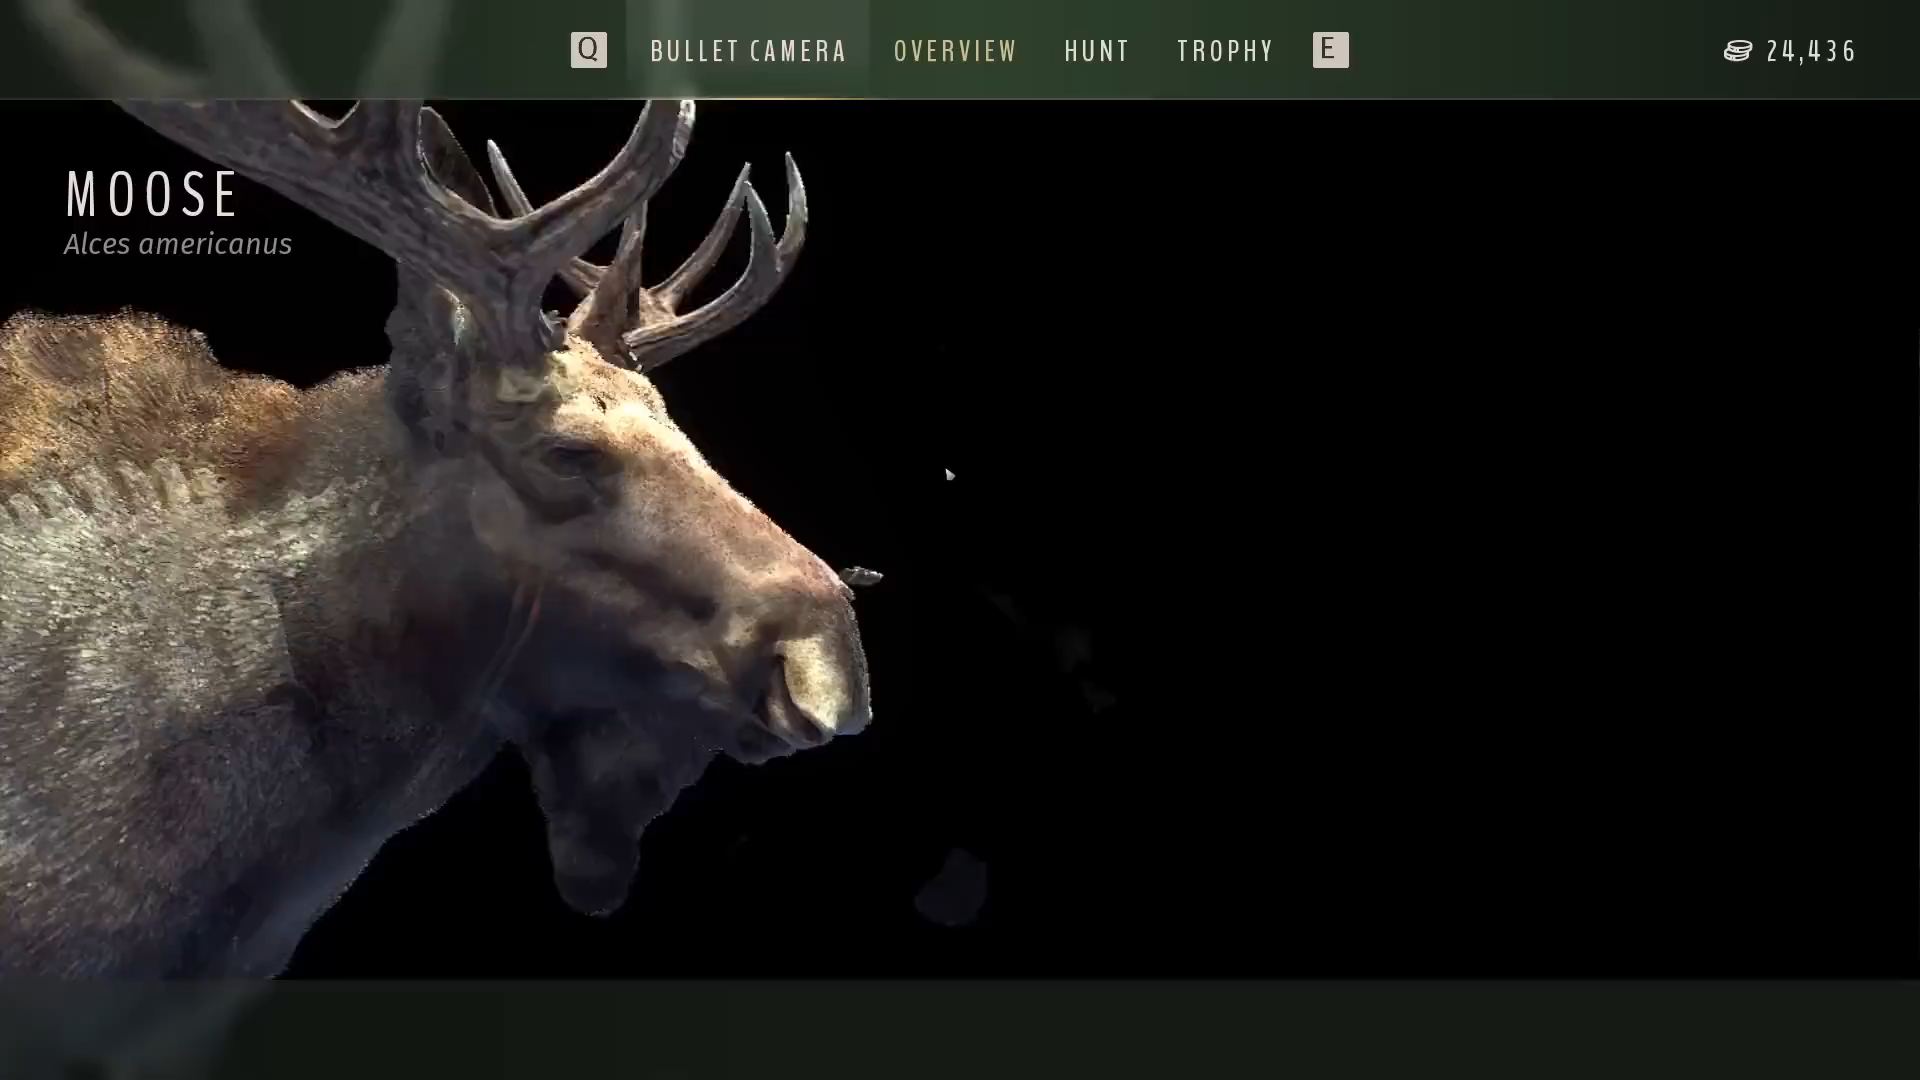 Q BULLET CAMERA OVERVIEW HUNT TROPHY E 24,436
MOOSE
Alces americanus